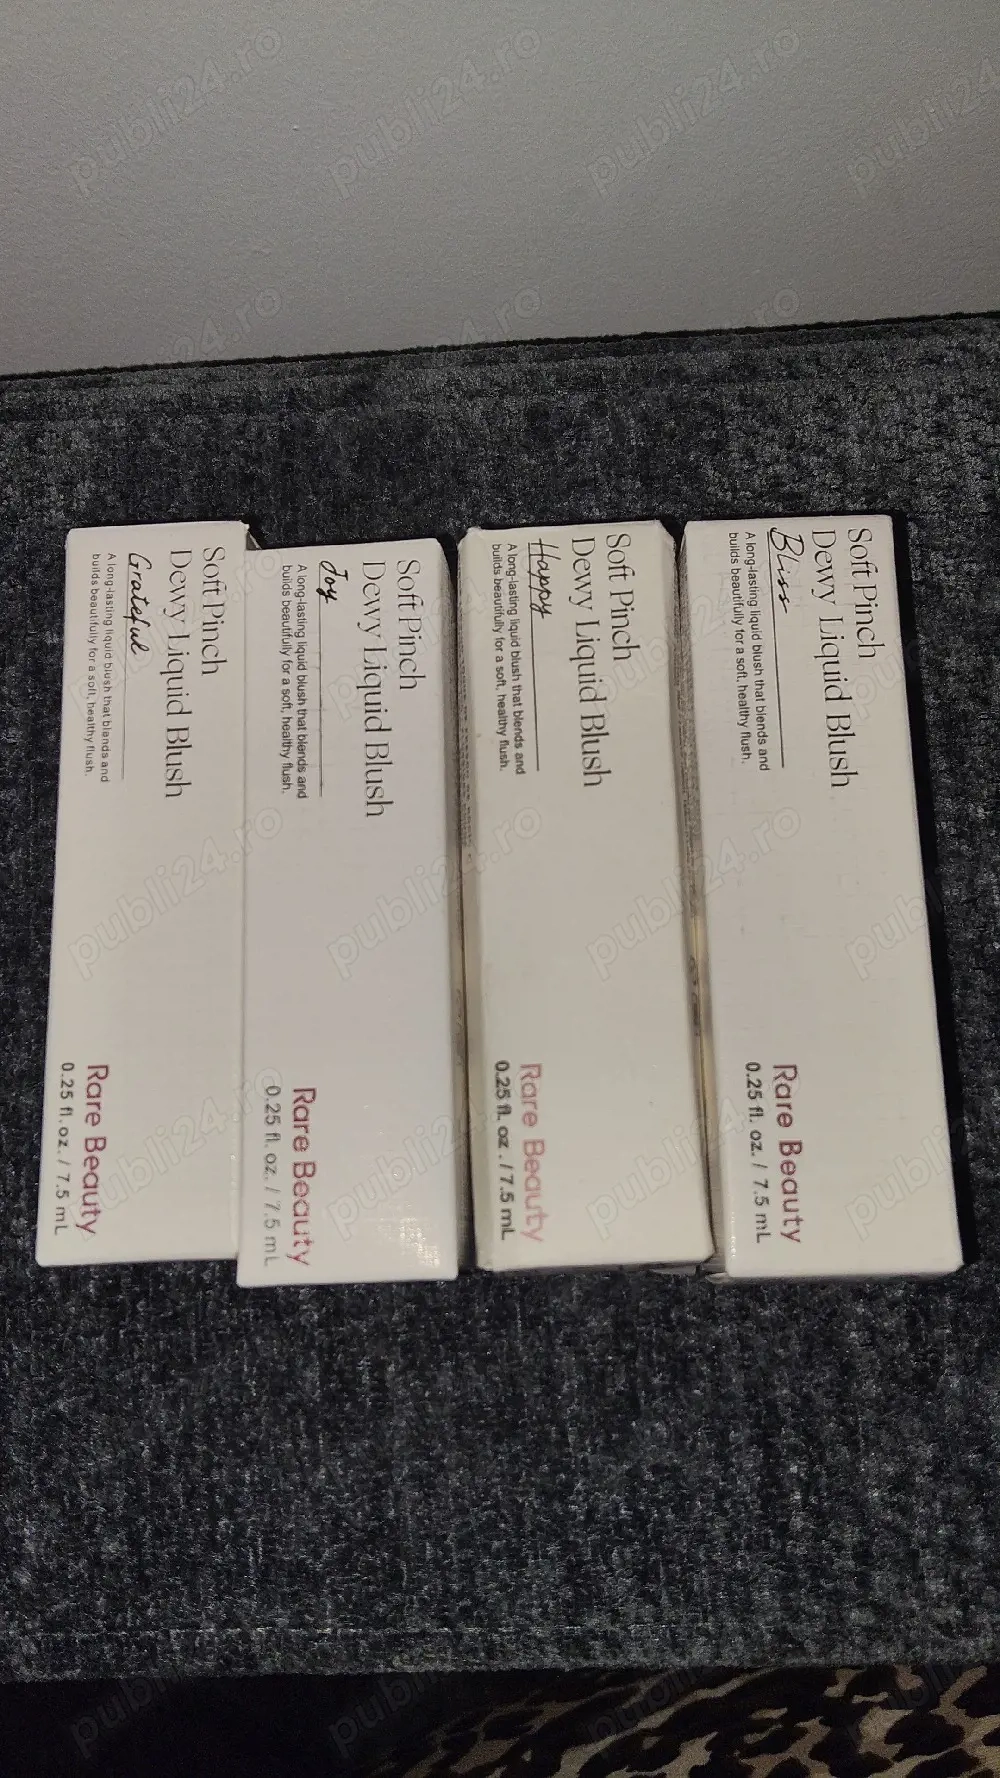 Soft Pinch
Dewy Liquid Blush
Grateful
A long-lasting liquid blush that blends and
builds beautifully for a soft, healthy flush.
Rare Beauty
0.25 fl. oz. / 7.5 mL
Soft Pinch
Dewy Liquid Blush
Joy
A long-lasting liquid blush that blends and
builds beautifully for a soft, healthy flush.
Rare Beauty
0.25 fl. oz. / 7.5 mL
Soft Pinch
Dewy Liquid Blush
Happy
A long-lasting liquid blush that blends and
builds beautifully for a soft, healthy flush.
Rare Beauty
0.25 fl. oz. / 7.5 mL
Soft Pinch
Dewy Liquid Blush
Bliss
A long-lasting liquid blush that blends and
builds beautifully for a soft, healthy flush.
Rare Beauty
0.25 fl. oz. / 7.5 mL
publi24.ro